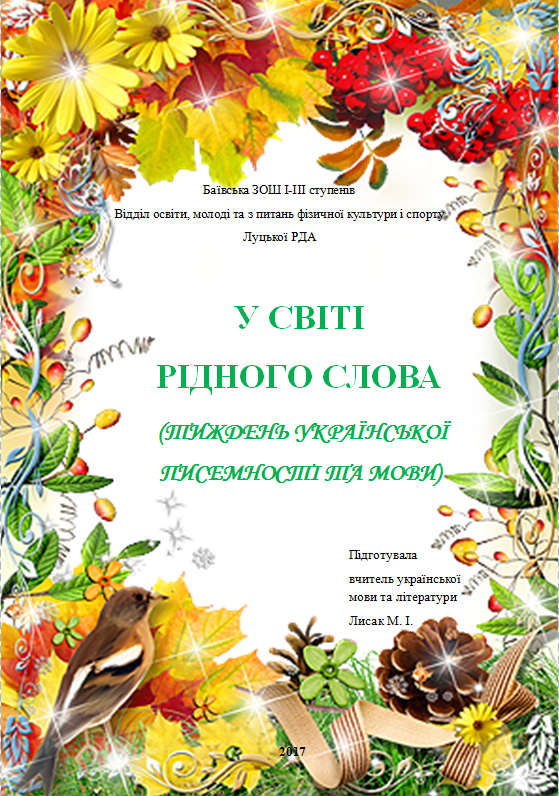 Баївська ЗОШ І-ІІІ ступенів
Відділ освіти, молоді та з питань фізичної культури і спорту
Луцької РДА
У СВІТІ
РІДНОГО СЛОВА
(ТИЖДЕНЬ УКРАЇНСЬКОЇ
ПИСЕМНОСТІ ТА МОВИ)
Підготувала
вчитель української
мови та літератури
Лисак М. І.
2017